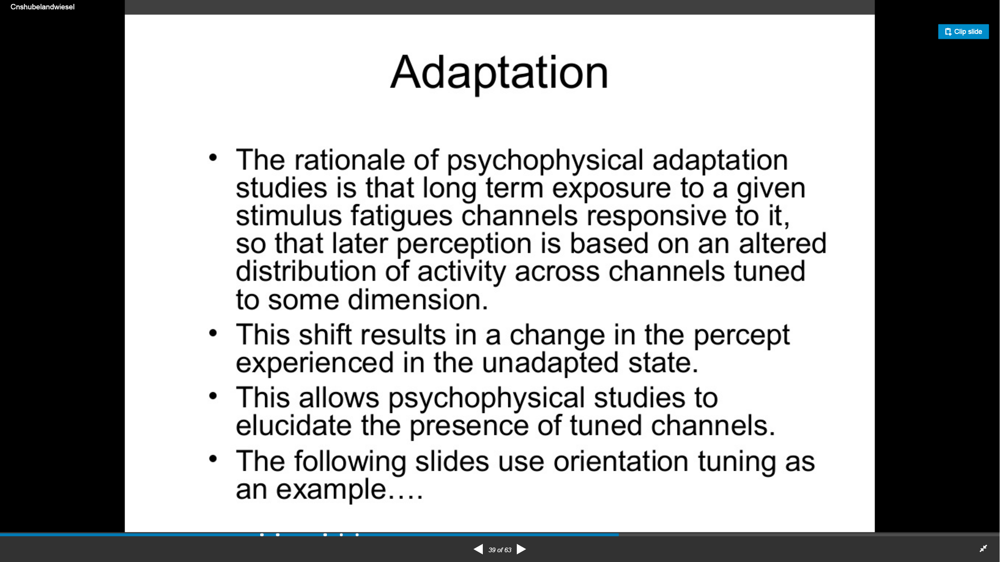 Cnshubelandwiesel
Clip slide
Adaptation
• The rationale of psychophysical adaptation
studies is that long term exposure to a given
stimulus fatigues channels responsive to it,
so that later perception is based on an altered
distribution of activity across channels tuned
to some dimension.
• This shift results in a change in the percept
experienced in the unadapted state.
• This allows psychophysical studies to
elucidate the presence of tuned channels.
• The following slides use orientation tuning as
an example….
39 of 63